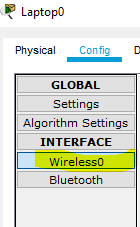 Laptop0
Physical Config D
GLOBAL
Settings
Algorithm Settings
INTERFACE
Wireless0
Bluetooth